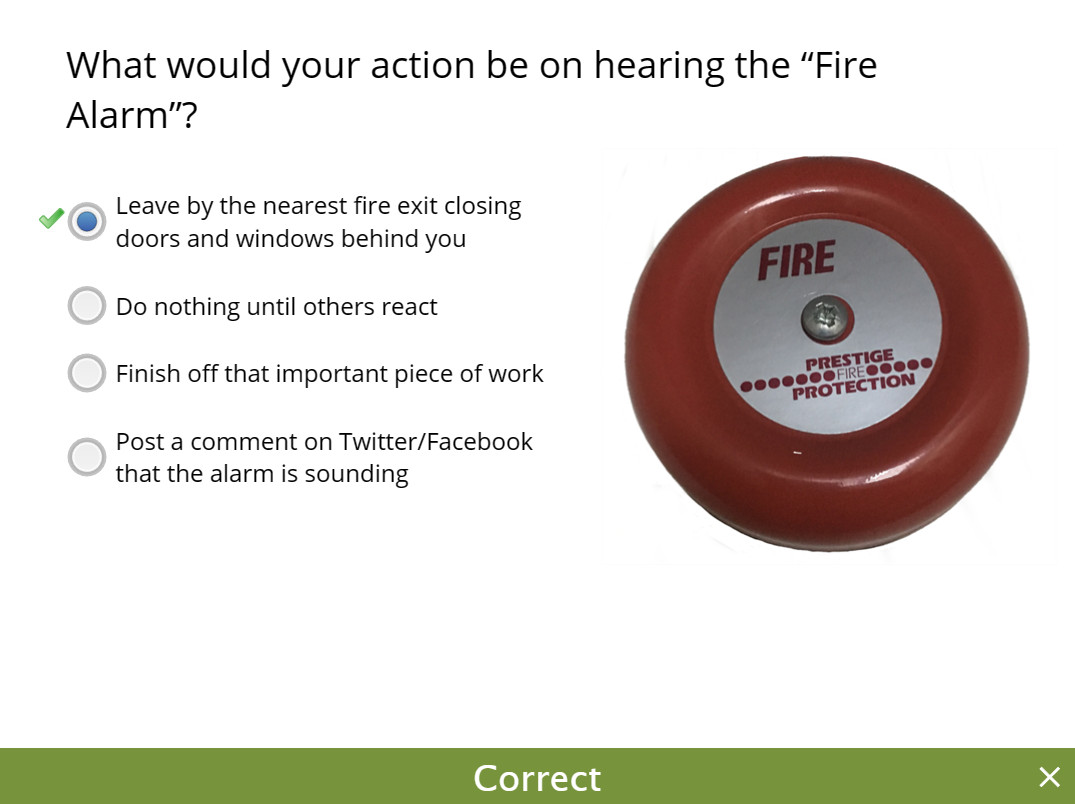 What would your action be on hearing the “Fire
Alarm”?
Leave by the nearest fire exit closing
doors and windows behind you
Do nothing until others react
Finish off that important piece of work
Post a comment on Twitter/Facebook
that the alarm is sounding
FIRE
PRESTIGE
FIRE
PROTECTION
Correct